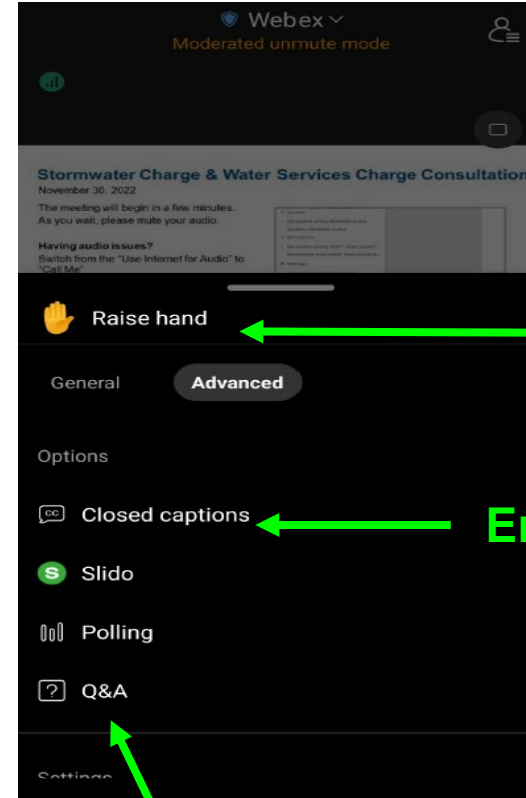 Webex
Moderated unmute mode
Stormwater Charge & Water Services Charge Consultation
November 30, 2022
The meeting will begin in a few minutes.
As you wait, please mute your audio.
Having audio issues?
Switch from the "Use Internet for Audio" to
"Call Me"
Raise hand
General
Advanced
Options
CC
Closed captions
S
Slido
Polling
?
Q&A
Settings